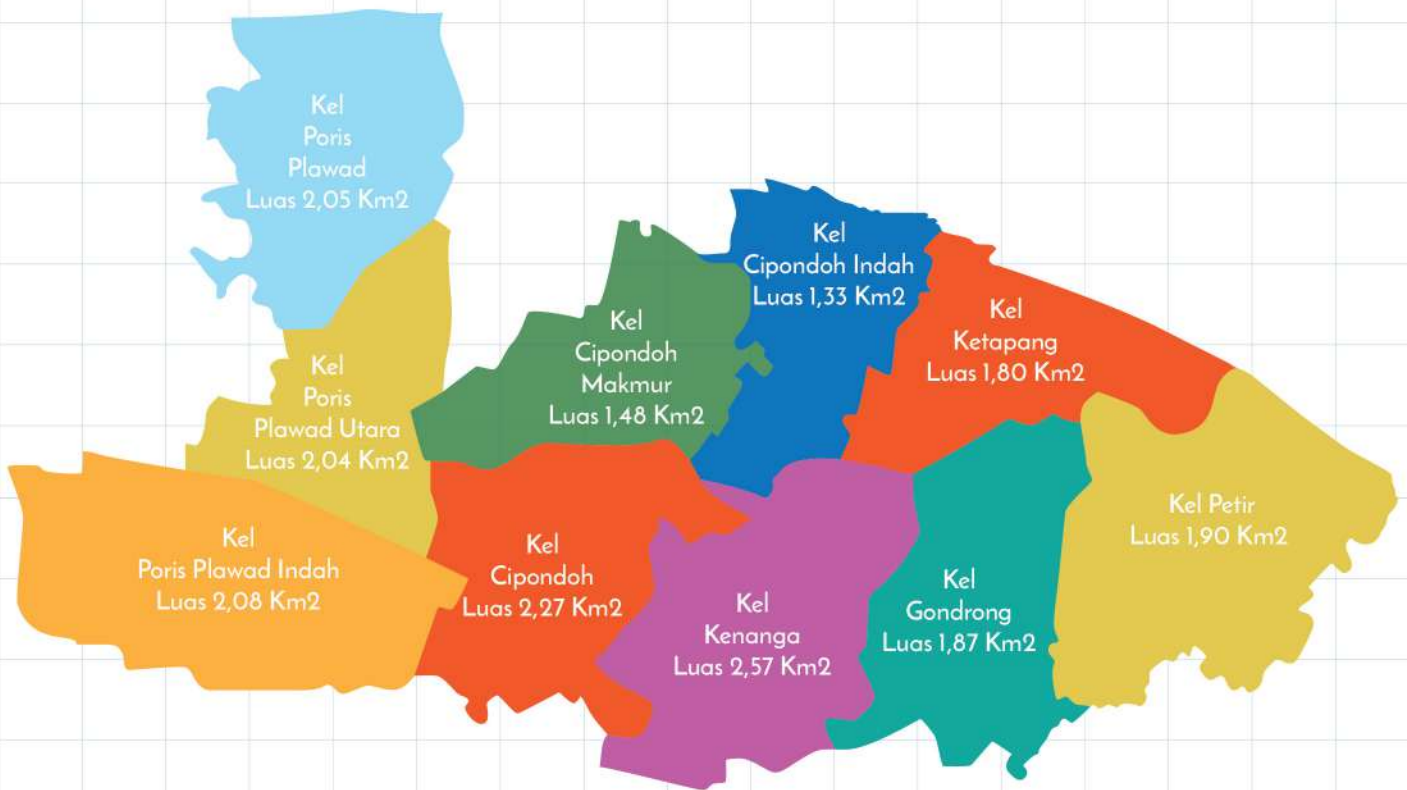 Kel
Poris
Plawad
Luas 2,05 Km2
Kel
Cipondoh Indah
Luas 1,33 Km2
Kel
Ketapang
Luas 1,80 Km2
Kel
Cipondoh
Makmur
Luas 1,48 Km2
Kel
Poris
Plawad Utara
Luas 2,04 Km2
Kel Petir
Luas 1,90 Km2
Kel
Poris Plawad Indah
Luas 2,08 Km2
Kel
Cipondoh
Luas 2,27 Km2
Kel
Kenanga
Luas 2,57 Km2
Kel
Gondrong
Luas 1,87 Km2